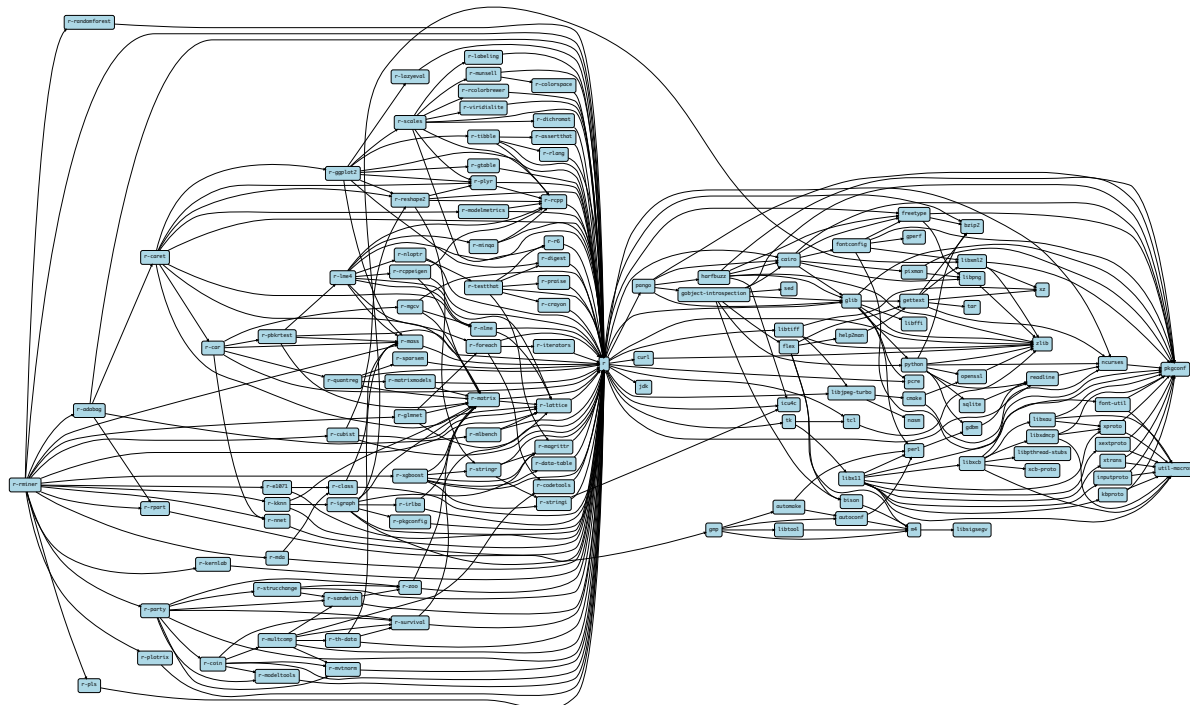 r-randomforest
r-labeling
r-munsell
r-lazyeval
r-colorspace
r-rcolorbrewer
r-viridislite
r-scales
r-dichromat
r-tibble
r-assertthat
r-rlang
r-gtable
r-ggplot2
r-plyr
r-reshape2
r-rcpp
r-modelmetrics
freetype
bzip2
gperf
r-minqa
r-r6
fontconfig
r-caret
r-nloptr
r-digest
cairo
libxml2
r-rcppeigen
pixman
r-lme4
harfbuzz
libpng
r-testthat
r-praise
pango
sed
xz
gobject-introspection
glib
gettext
r-mgcv
r-crayon
tar
libffi
r-nlme
libtiff
r-pbkrtest
help2man
r-mass
r-car
r-foreach
r-iterators
flex
zlib
r-sparsem
curl
r
python
ncurses
pkgconf
openssl
readline
r-quantreg
r-matrixmodels
pcre
jdk
libjpeg-turbo
cmake
r-matrix
icu4c
r-lattice
sqlite
font-util
r-adabag
r-glmnet
tk
tcl
nasm
libxau
gdbm
xproto
r-cubist
r-mlbench
libxdmcp
xextproto
r-magrittr
perl
libpthread-stubs
xtrans
r-data-table
libxcb
r-stringr
xcb-proto
util-macros
r-xgboost
libx11
inputproto
r-rminer
r-e1071
r-class
r-codetools
kbproto
r-kknn
r-igraph
r-irlba
r-stringi
bison
r-rpart
automake
r-nnet
r-pkgconfig
autoconf
gmp
libtool
m4
libsigsegv
r-mda
r-kernlab
r-strucchange
r-zoo
r-sandwich
r-party
r-survival
r-multcomp
r-th-data
r-plotrix
r-coin
r-mvtnorm
r-modeltools
r-pls